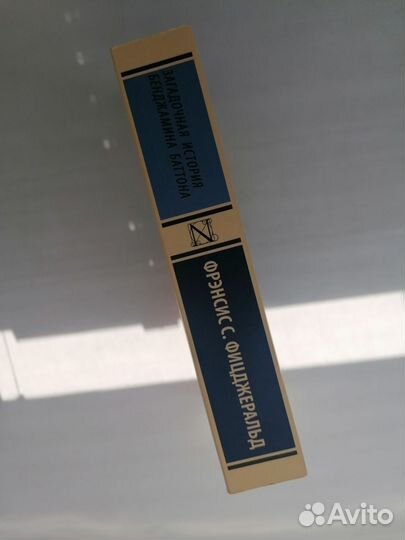 ЗАГАДОЧНАЯ ИСТОРИЯ
БЕНДЖАМИНА БАТТОНА
ФРЭНСИС С. ФИЦДЖЕРАЛЬД
Avito